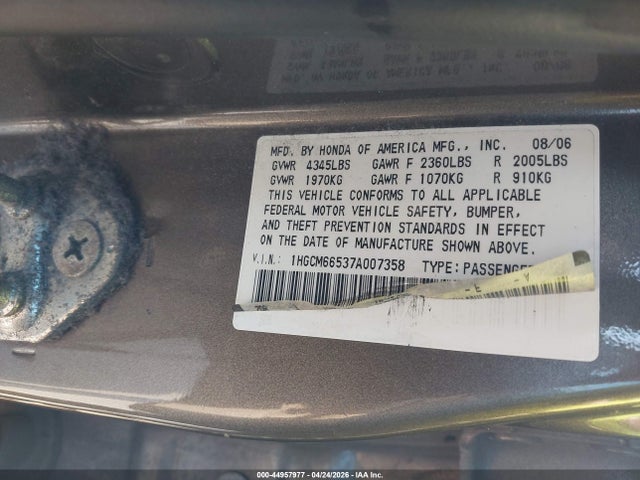 MFD. BY HONDA OF AMERICA MFG., INC. 08/06
GVWR 4345LBS GAWR F 2360LBS R 2005LBS
GVWR 1970KG GAWR F 1070KG R 910KG
THIS VEHICLE CONFORMS TO ALL APPLICABLE
FEDERAL MOTOR VEHICLE SAFETY, BUMPER,
AND THEFT PREVENTION STANDARDS IN EFFECT
ON THE DATE OF MANUFACTURE SHOWN ABOVE.
V.I.N.: 1HGCM66537A007358 TYPE: PASSENGE
000-44957977 04/24/2026 IAA Inc.